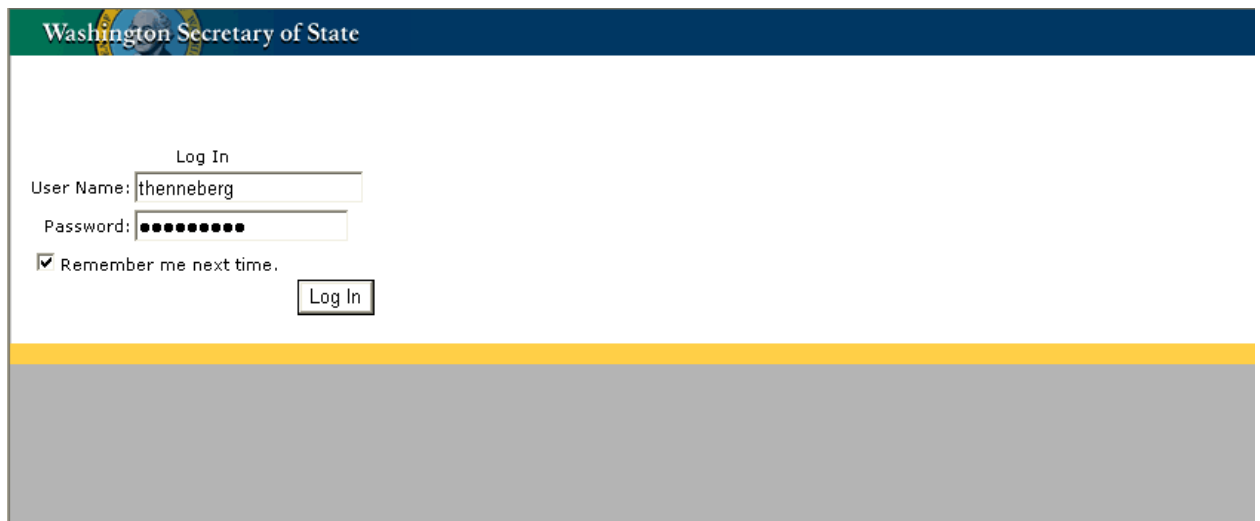 Washington Secretary of State
Log In
User Name: thenneberg
Password: •••••••••
Remember me next time.
Log In